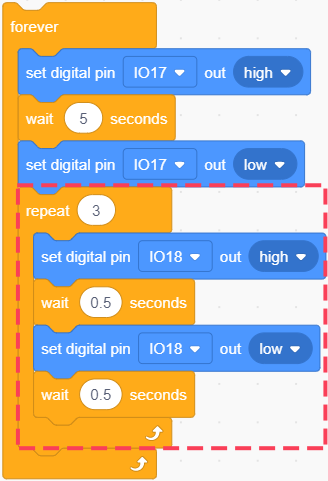 forever
set digital pin IO17 out high
wait 5 seconds
set digital pin IO17 out low
repeat 3
set digital pin IO18 out high
wait 0.5 seconds
set digital pin IO18 out low
wait 0.5 seconds